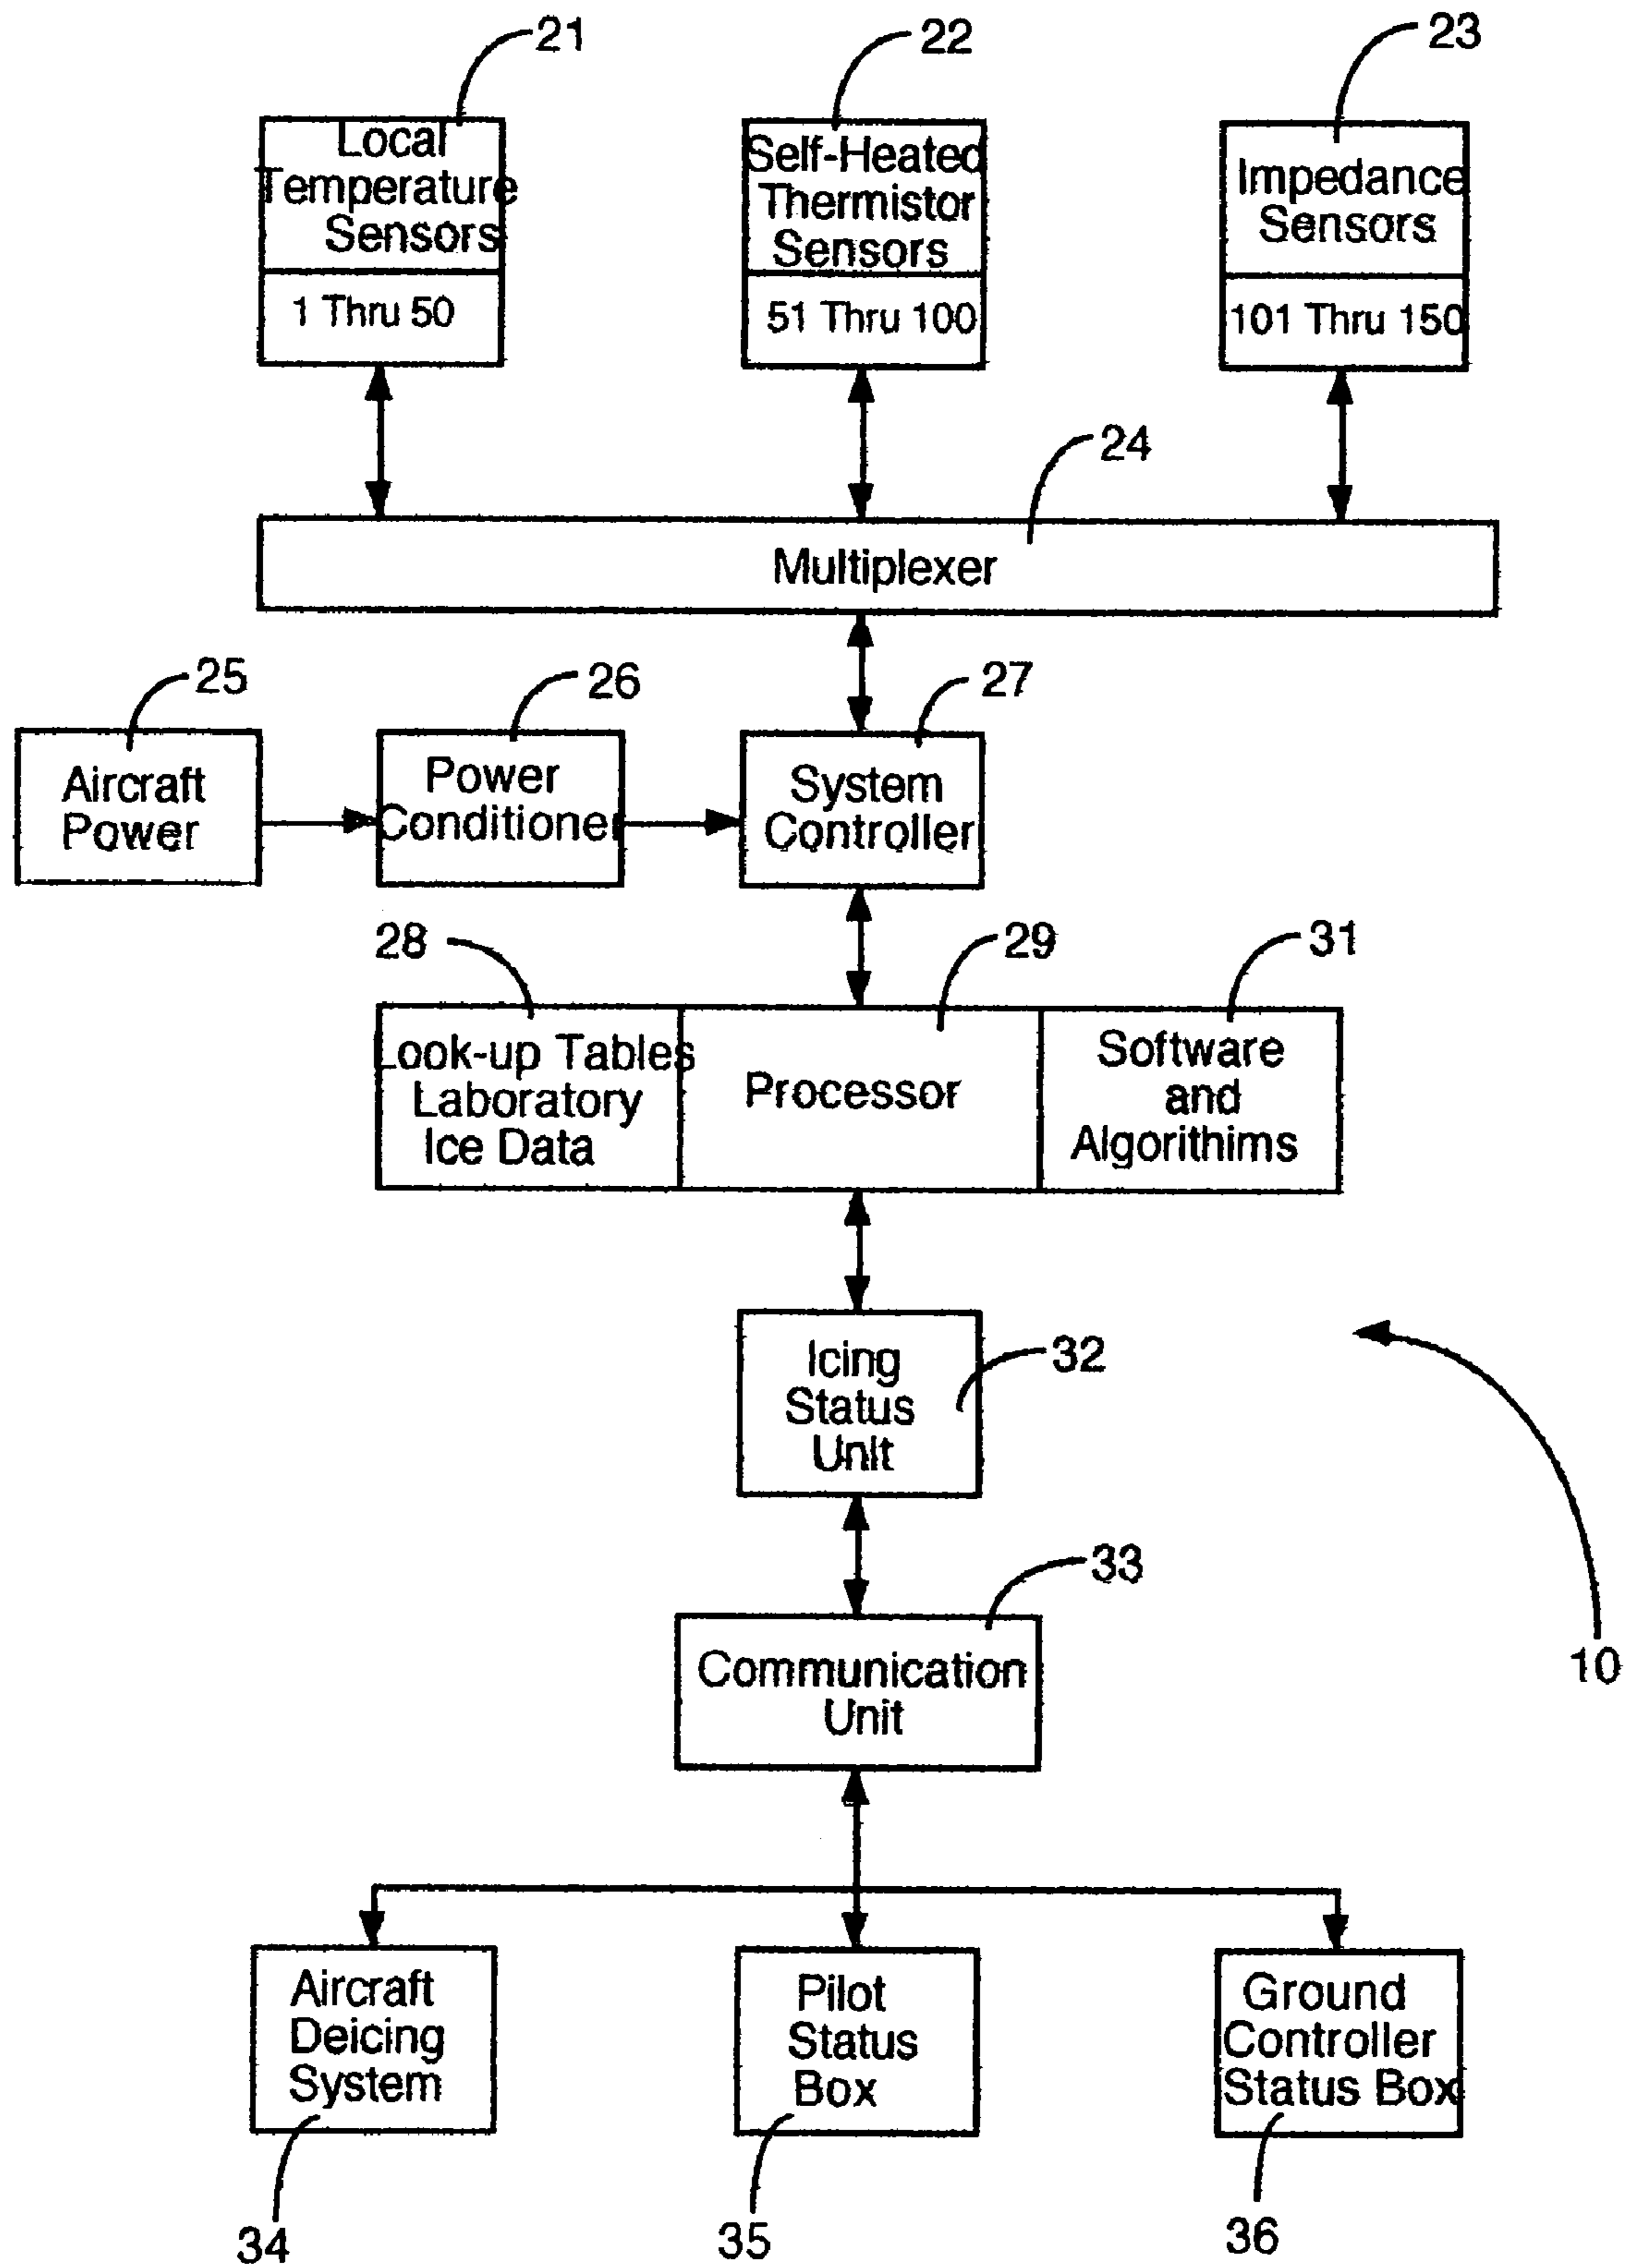 21
22
23
Local
Temperature
Sensors
1 Thru 50
Self-Heated
Thermistor
Sensors
51 Thru 100
Impedance
Sensors
101 Thru 150
24
Multiplexer
25
26
27
Aircraft
Power
Power
Conditioner
System
Controller
28
29
31
Look-up Tables
Laboratory
Ice Data
Processor
Software
and
Algorithims
32
Icing
Status
Unit
33
Communication
Unit
10
Aircraft
Deicing
System
Pilot
Status
Box
Ground
Controller
Status Box
34
35
36